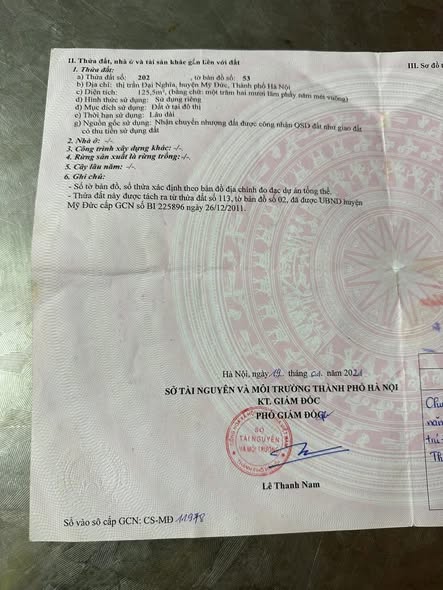 II. Thửa đất, nhà ở và tài sản khác gắn liền với đất
III. Sơ đồ
1. Thửa đất:
a) Thửa đất số: 202 , tờ bản đồ số: 53
b) Địa chỉ: thị trấn Đại Nghĩa, huyện Mỹ Đức, Thành phố Hà Nội
c) Diện tích: 125,5m², (bằng chữ: một trăm hai mươi lăm phẩy năm mét vuông)
d) Hình thức sử dụng: Sử dụng riêng
đ) Mục đích sử dụng: Đất ở tại đô thị
e) Thời hạn sử dụng: Lâu dài
g) Nguồn gốc sử dụng: Nhận chuyển nhượng đất được công nhận QSD đất như giao đất
có thu tiền sử dụng đất
2. Nhà ở: -/-
3. Công trình xây dựng khác: -/-
4. Rừng sản xuất là rừng trồng: -/-
5. Cây lâu năm: -/-
6. Ghi chú:
- Số tờ bản đồ, số thửa xác định theo bản đồ địa chính đo đạc dự án tổng thể.
- Thửa đất này được tách ra từ thửa đất số 113, tờ bản đồ số 02, đã được UBND huyện
Mỹ Đức cấp GCN số BI 225896 ngày 26/12/2011.
Hà Nội, ngày 19 tháng 01 năm 2021
SỞ TÀI NGUYÊN VÀ MÔI TRƯỜNG THÀNH PHỐ HÀ NỘI
KT. GIÁM ĐỐC
PHÓ GIÁM ĐỐC
SỞ
TÀI NGUYÊN
VÀ MÔI TRƯỜNG
Lê Thanh Nam
Số vào sổ cấp GCN: CS-MĐ 11978